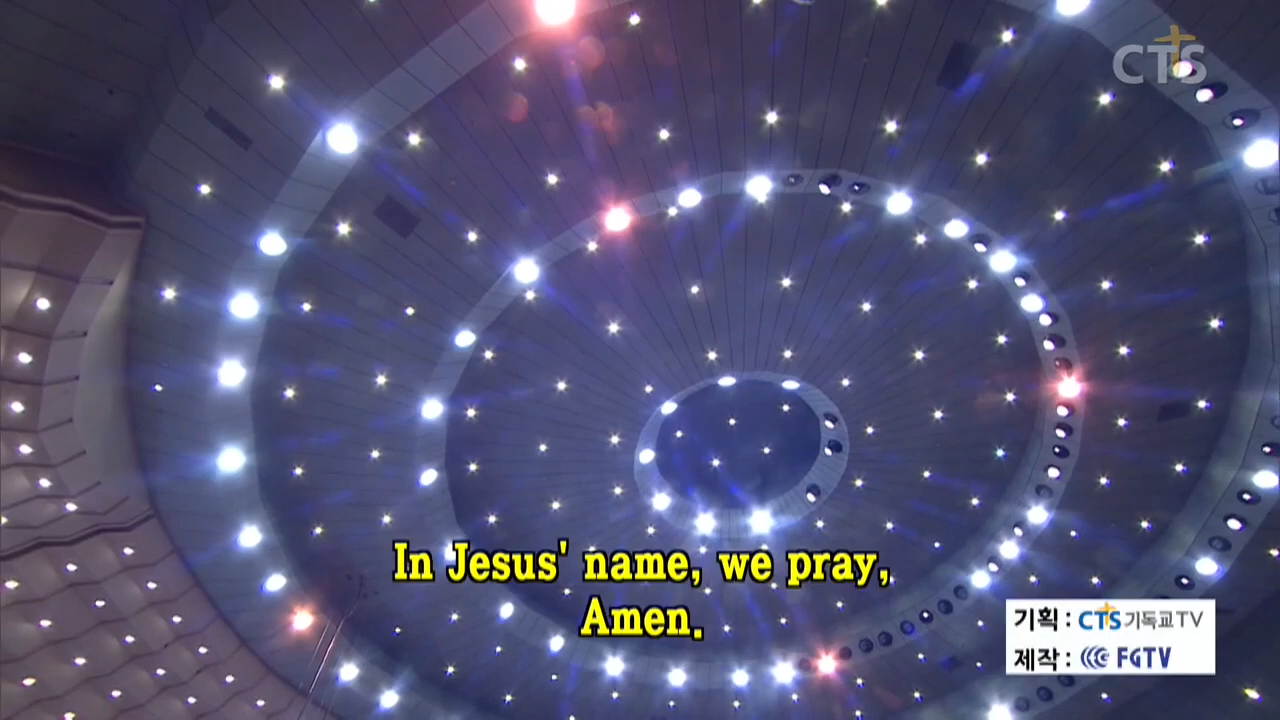 CTS
In Jesus' name, we pray,
Amen.
기획 : CTS 기독교TV
제작 : FGTV